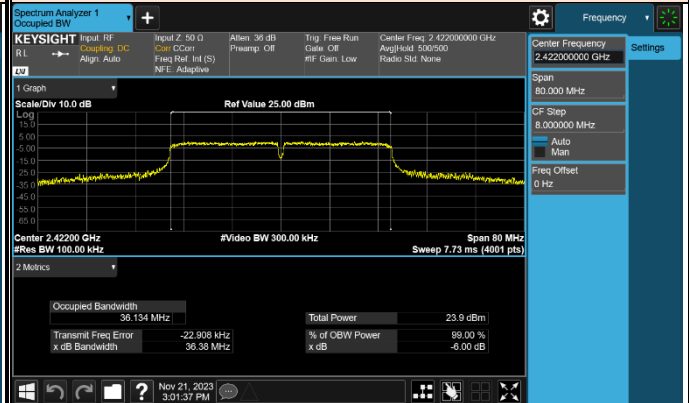 Spectrum Analyzer 1
Occupied BW
Frequency
KEYSIGHT
RL
LXI
Input: RF
Coupling: DC
Align: Auto
Input Z: 50 Ω
Corr CCorr
Freq Ref: Int (S)
NFE: Adaptive
Atten: 36 dB
Preamp: Off
Trig: Free Run
Gate: Off
#IF Gain: Low
Center Freq: 2.422000000 GHz
Avg|Hold: 500/500
Radio Std: None
Center Frequency
2.422000000 GHz
Settings
Span
80.000 MHz
CF Step
8.000000 MHz
Auto
Man
Freq Offset
0 Hz
1 Graph
Scale/Div 10.0 dB
Ref Value 25.00 dBm
Log
15.0
5.00
-5.00
-15.0
-25.0
-35.0
-45.0
-55.0
-65.0
Center 2.42200 GHz
#Video BW 300.00 kHz
Span 80 MHz
#Res BW 100.00 kHz
Sweep 7.73 ms (4001 pts)
2 Metrics
Occupied Bandwidth
36.134 MHz
Total Power 23.9 dBm
Transmit Freq Error -22.908 kHz
% of OBW Power 99.00 %
x dB Bandwidth 36.38 MHz
x dB -6.00 dB
Nov 21, 2023
3:01:37 PM